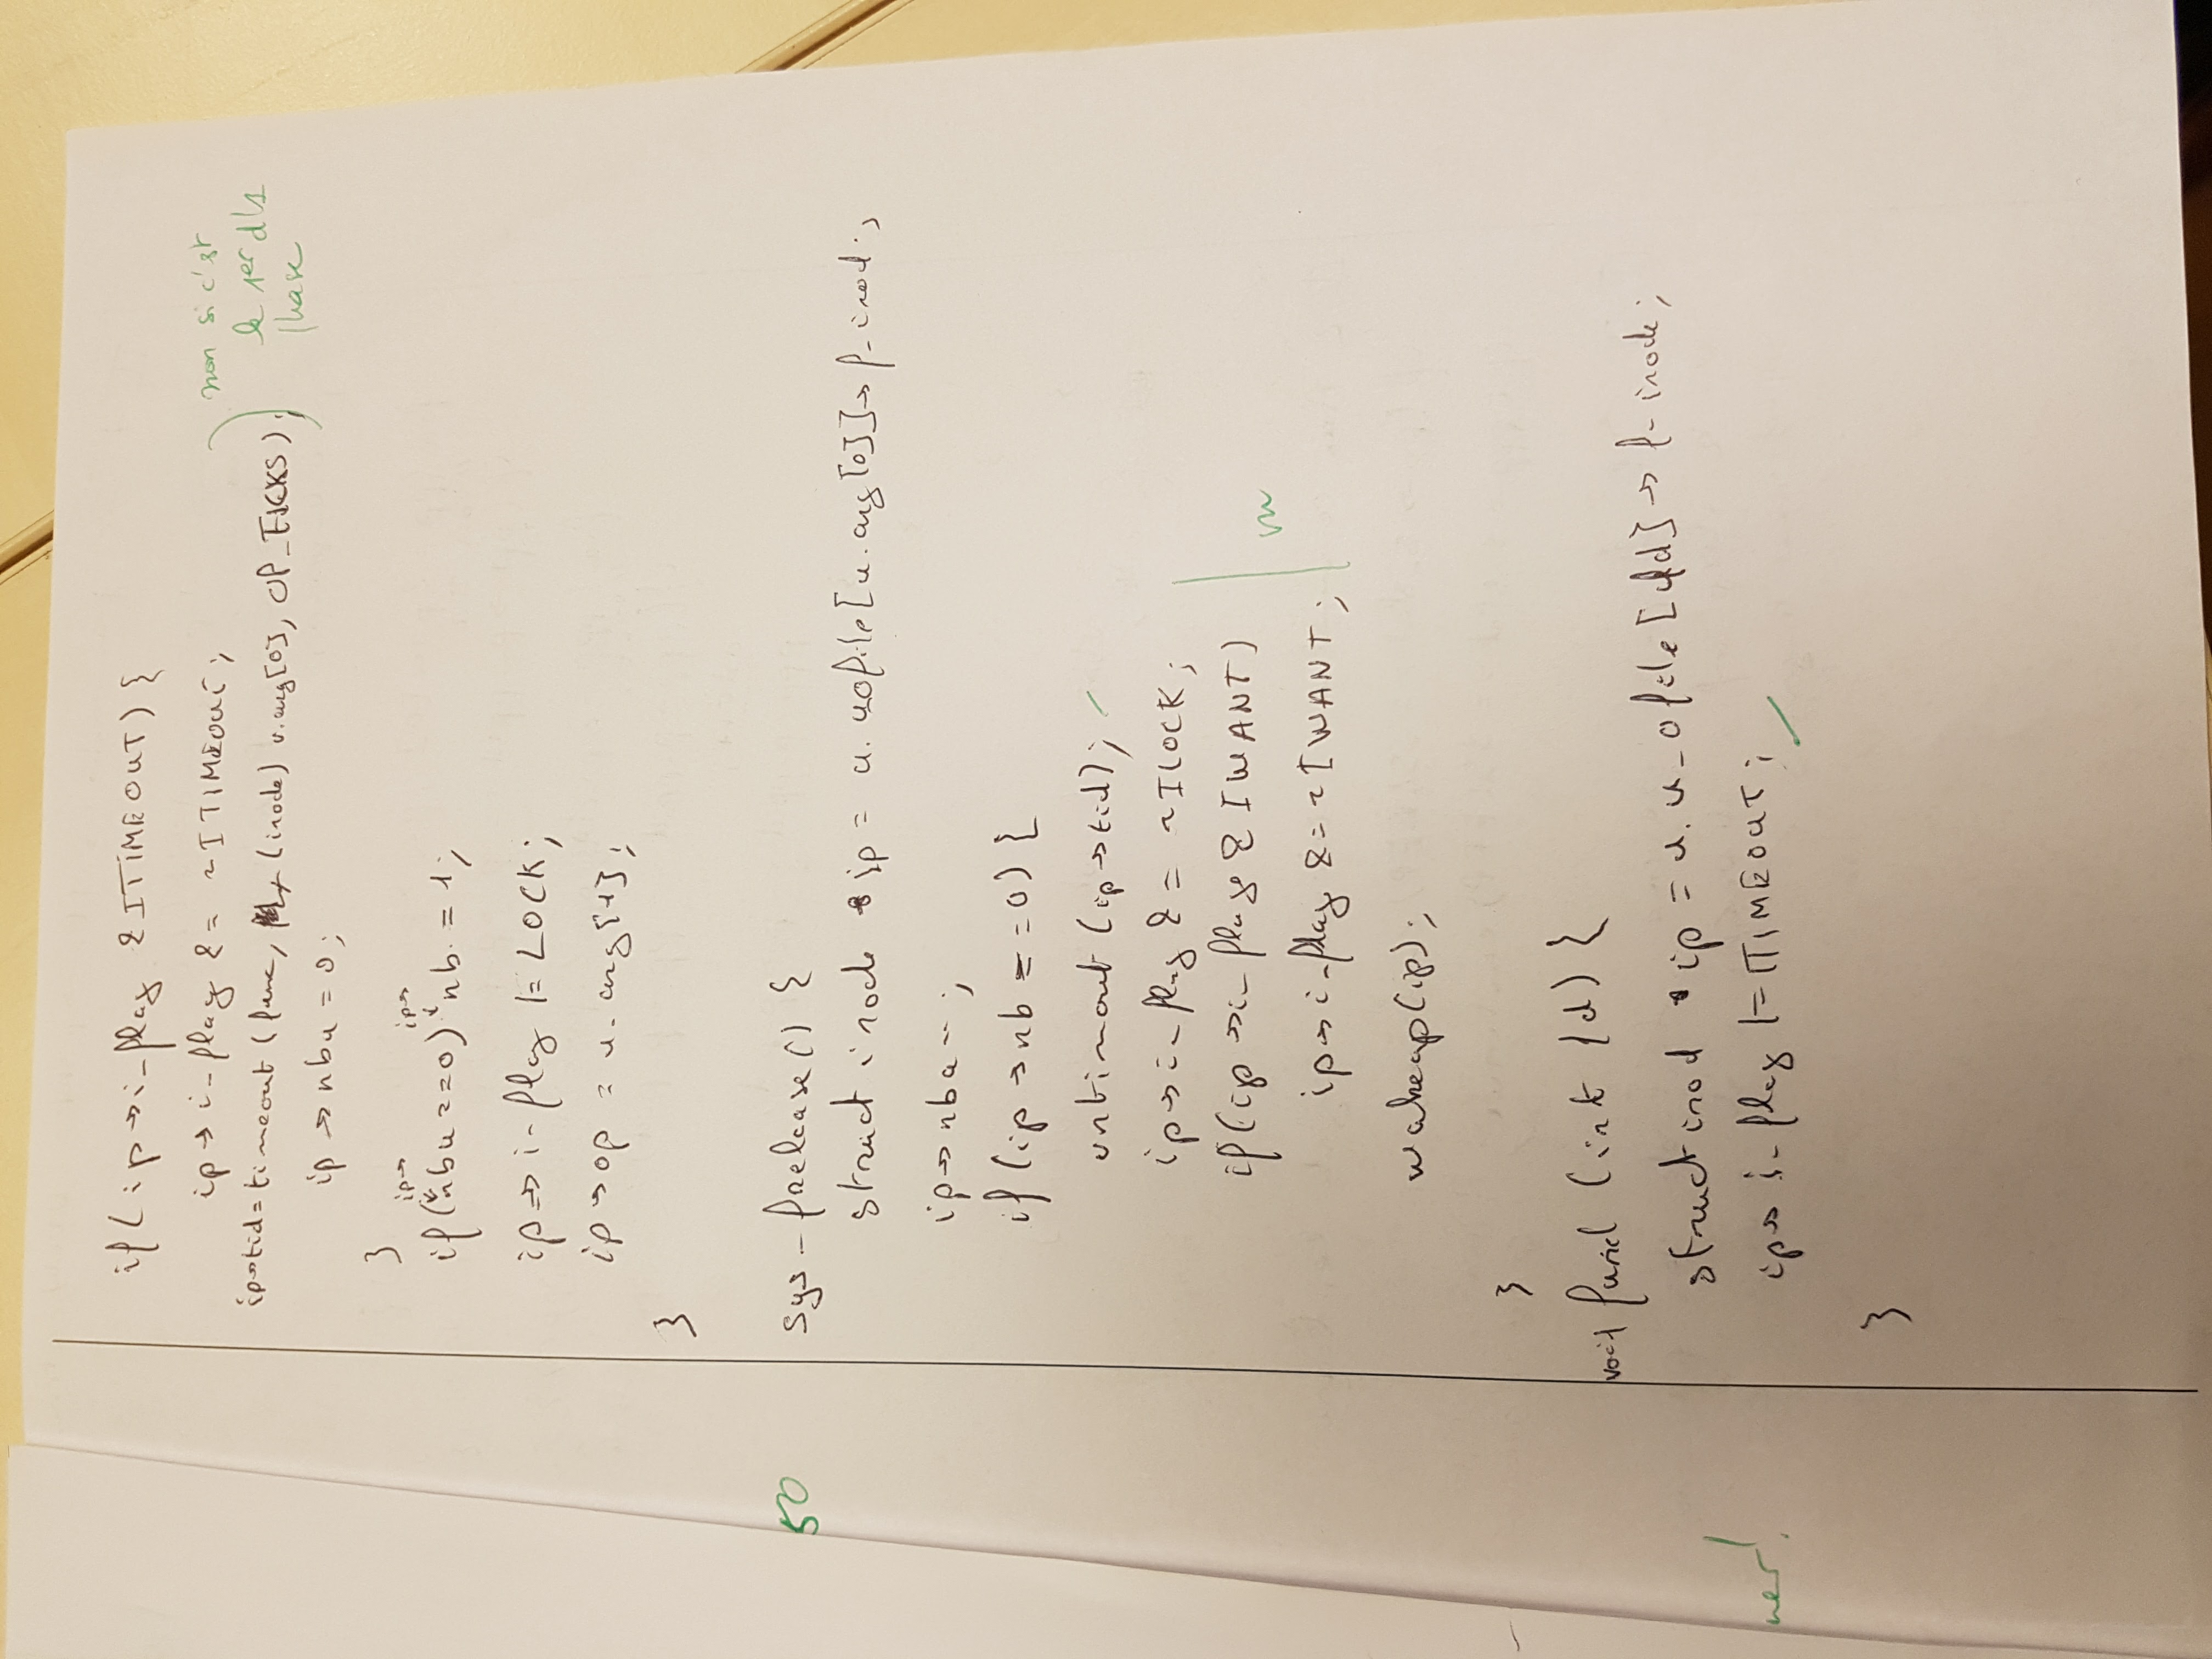 if( ip → i_flag & ITIMEOUT) {
ip → i_flag &= ~ITIMEOUT;
ip→tid = timeout (func, (inode) u.arg[0], OP_TICKS);
non si c'est
le 1er d'1
phase
ip → nbu = 0;
}
ip→ ip→
if(nbu==0) nb = 1;
ip → i_flag |= LOCK;
ip → op = u.arg[1];
}
50
sys_frelease() {
struct inode *ip = u.uofile[u.arg[0]]→ f_inod;
ip→nbu--;
if (ip →nb ==0) {
untimout (ip→tid);
ip→i_flag &= ~ILOCK;
if(ip →i_flag & IWANT)
ip→i_flag &= ~IWANT;
wakeup(ip);
}
void func (int fd) {
struct inod *ip = u.u_ofile[fd]→ f_inode;
ner!
ip→ i_flag |= ITIMEOUT;
}